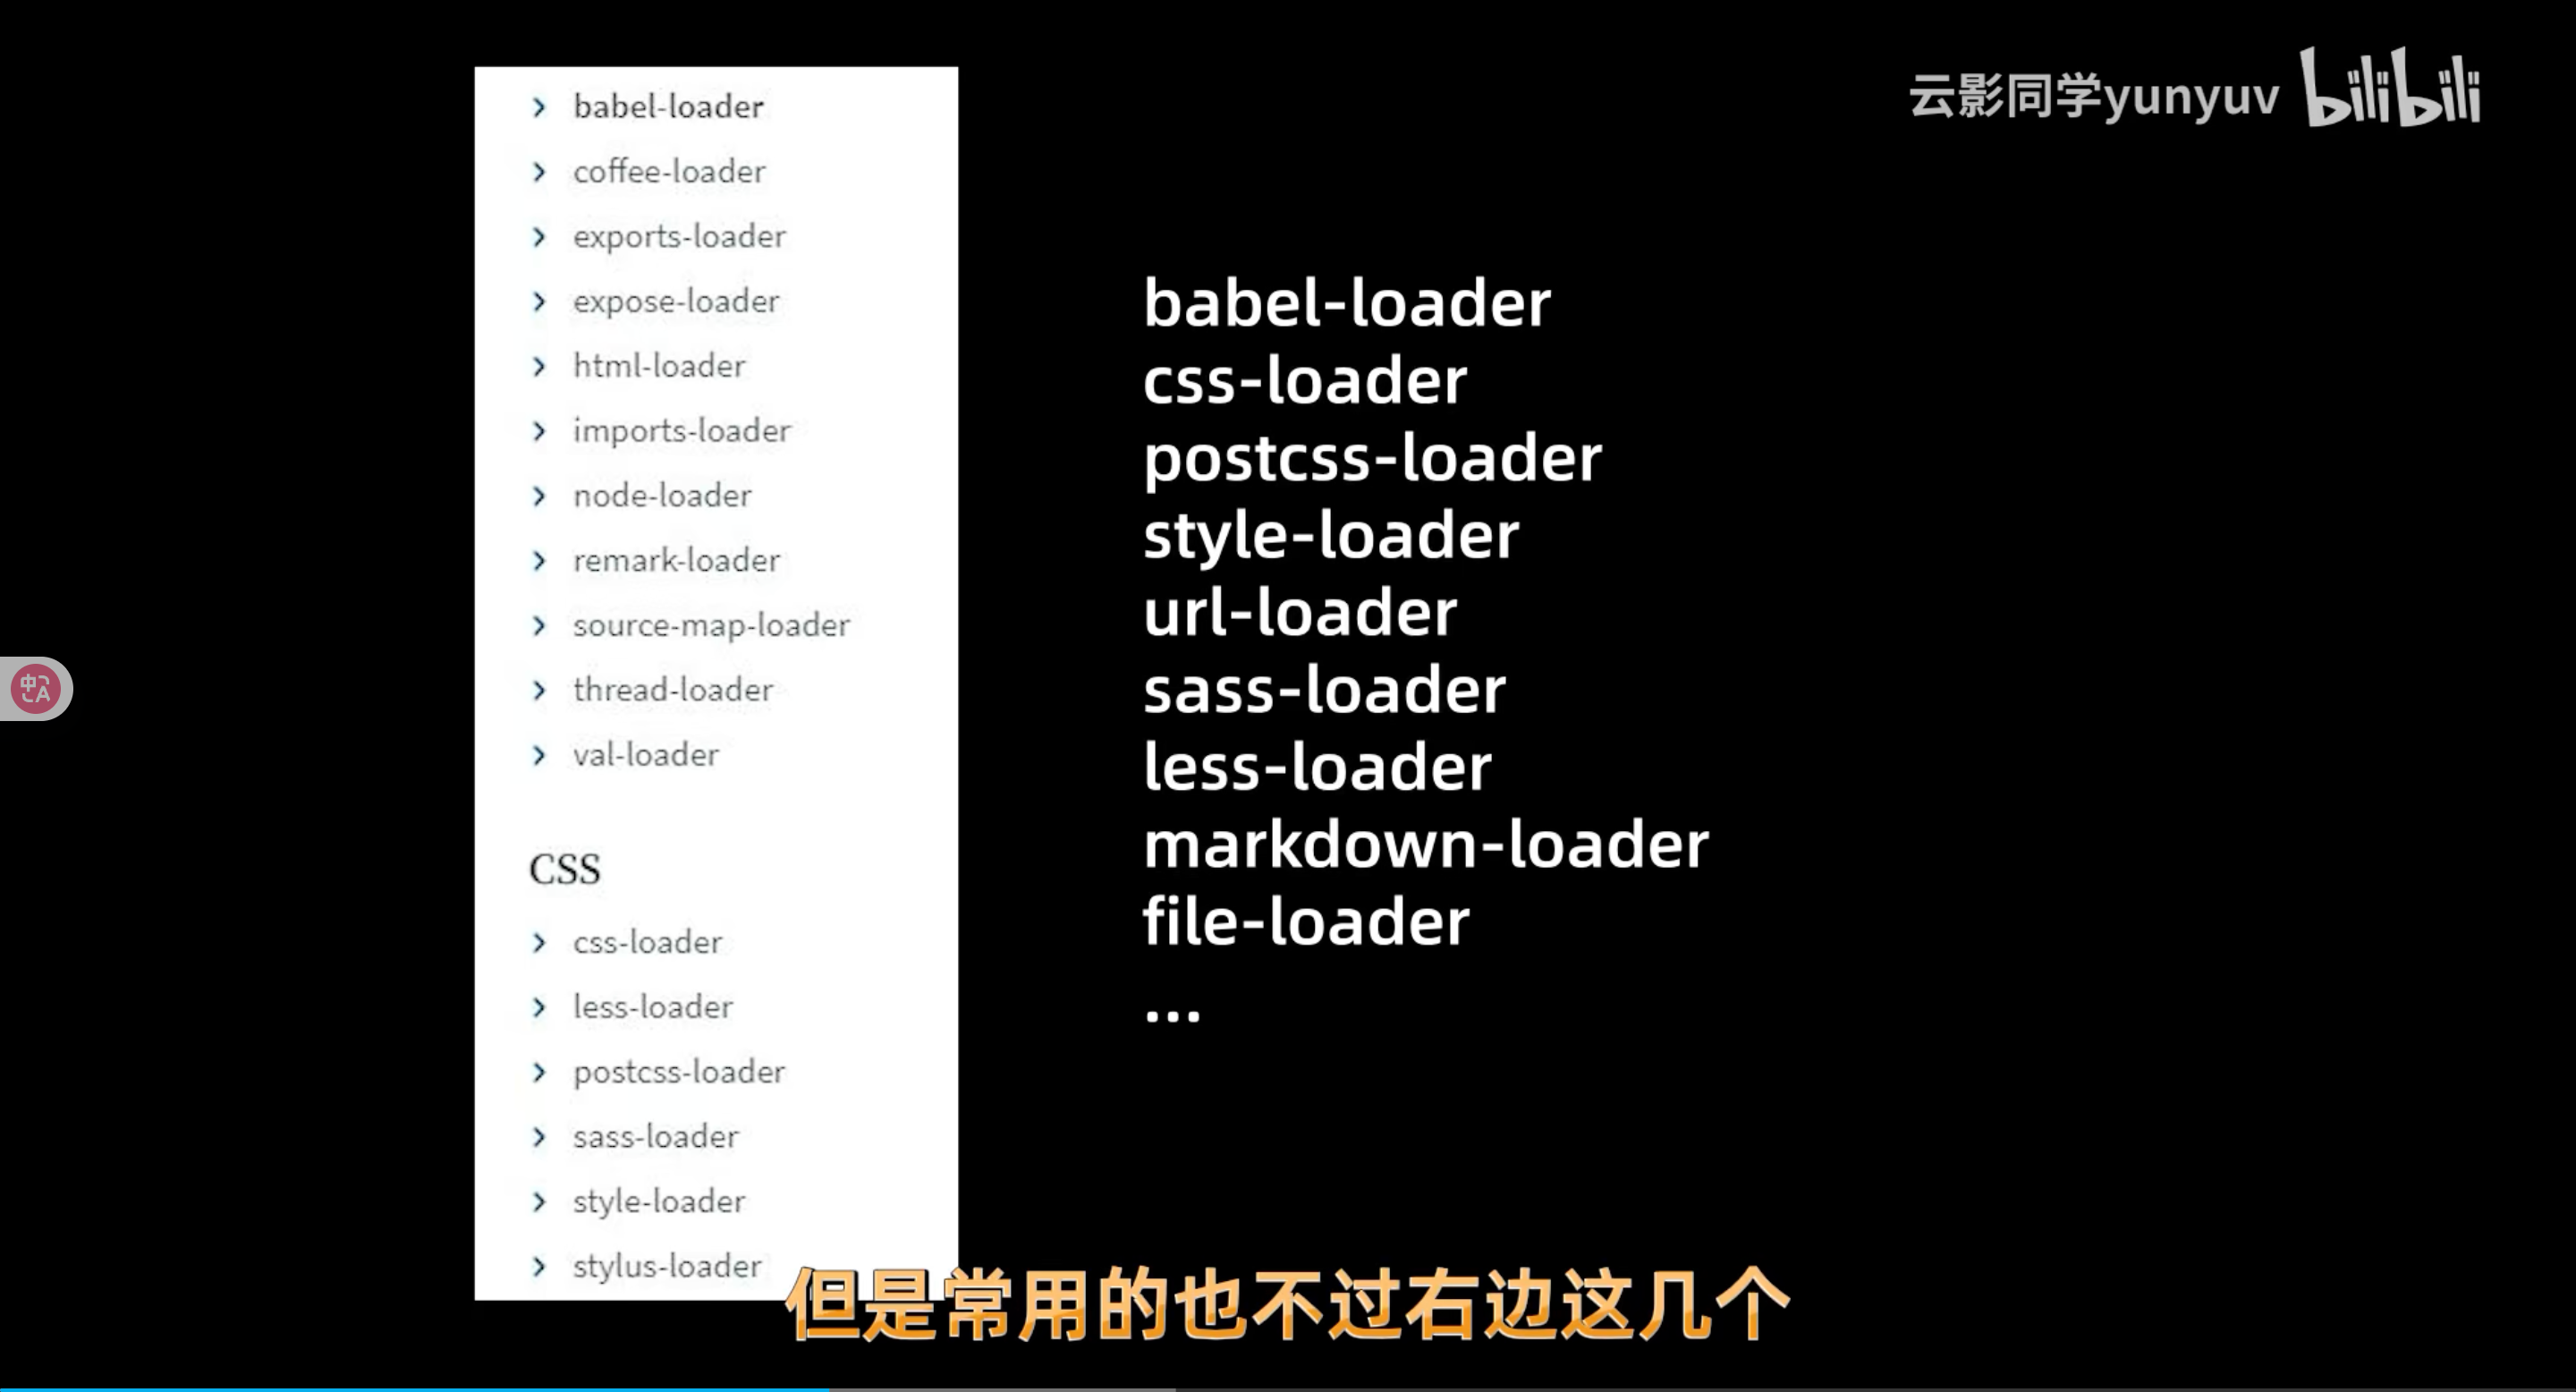 云影同学yunyuv bilibili
babel-loader
coffee-loader
exports-loader
expose-loader
html-loader
imports-loader
node-loader
remark-loader
source-map-loader
thread-loader
val-loader
CSS
css-loader
less-loader
postcss-loader
sass-loader
style-loader
stylus-loader
babel-loader
css-loader
postcss-loader
style-loader
url-loader
sass-loader
less-loader
markdown-loader
file-loader
...
中A
但是常用的也不过右边这几个